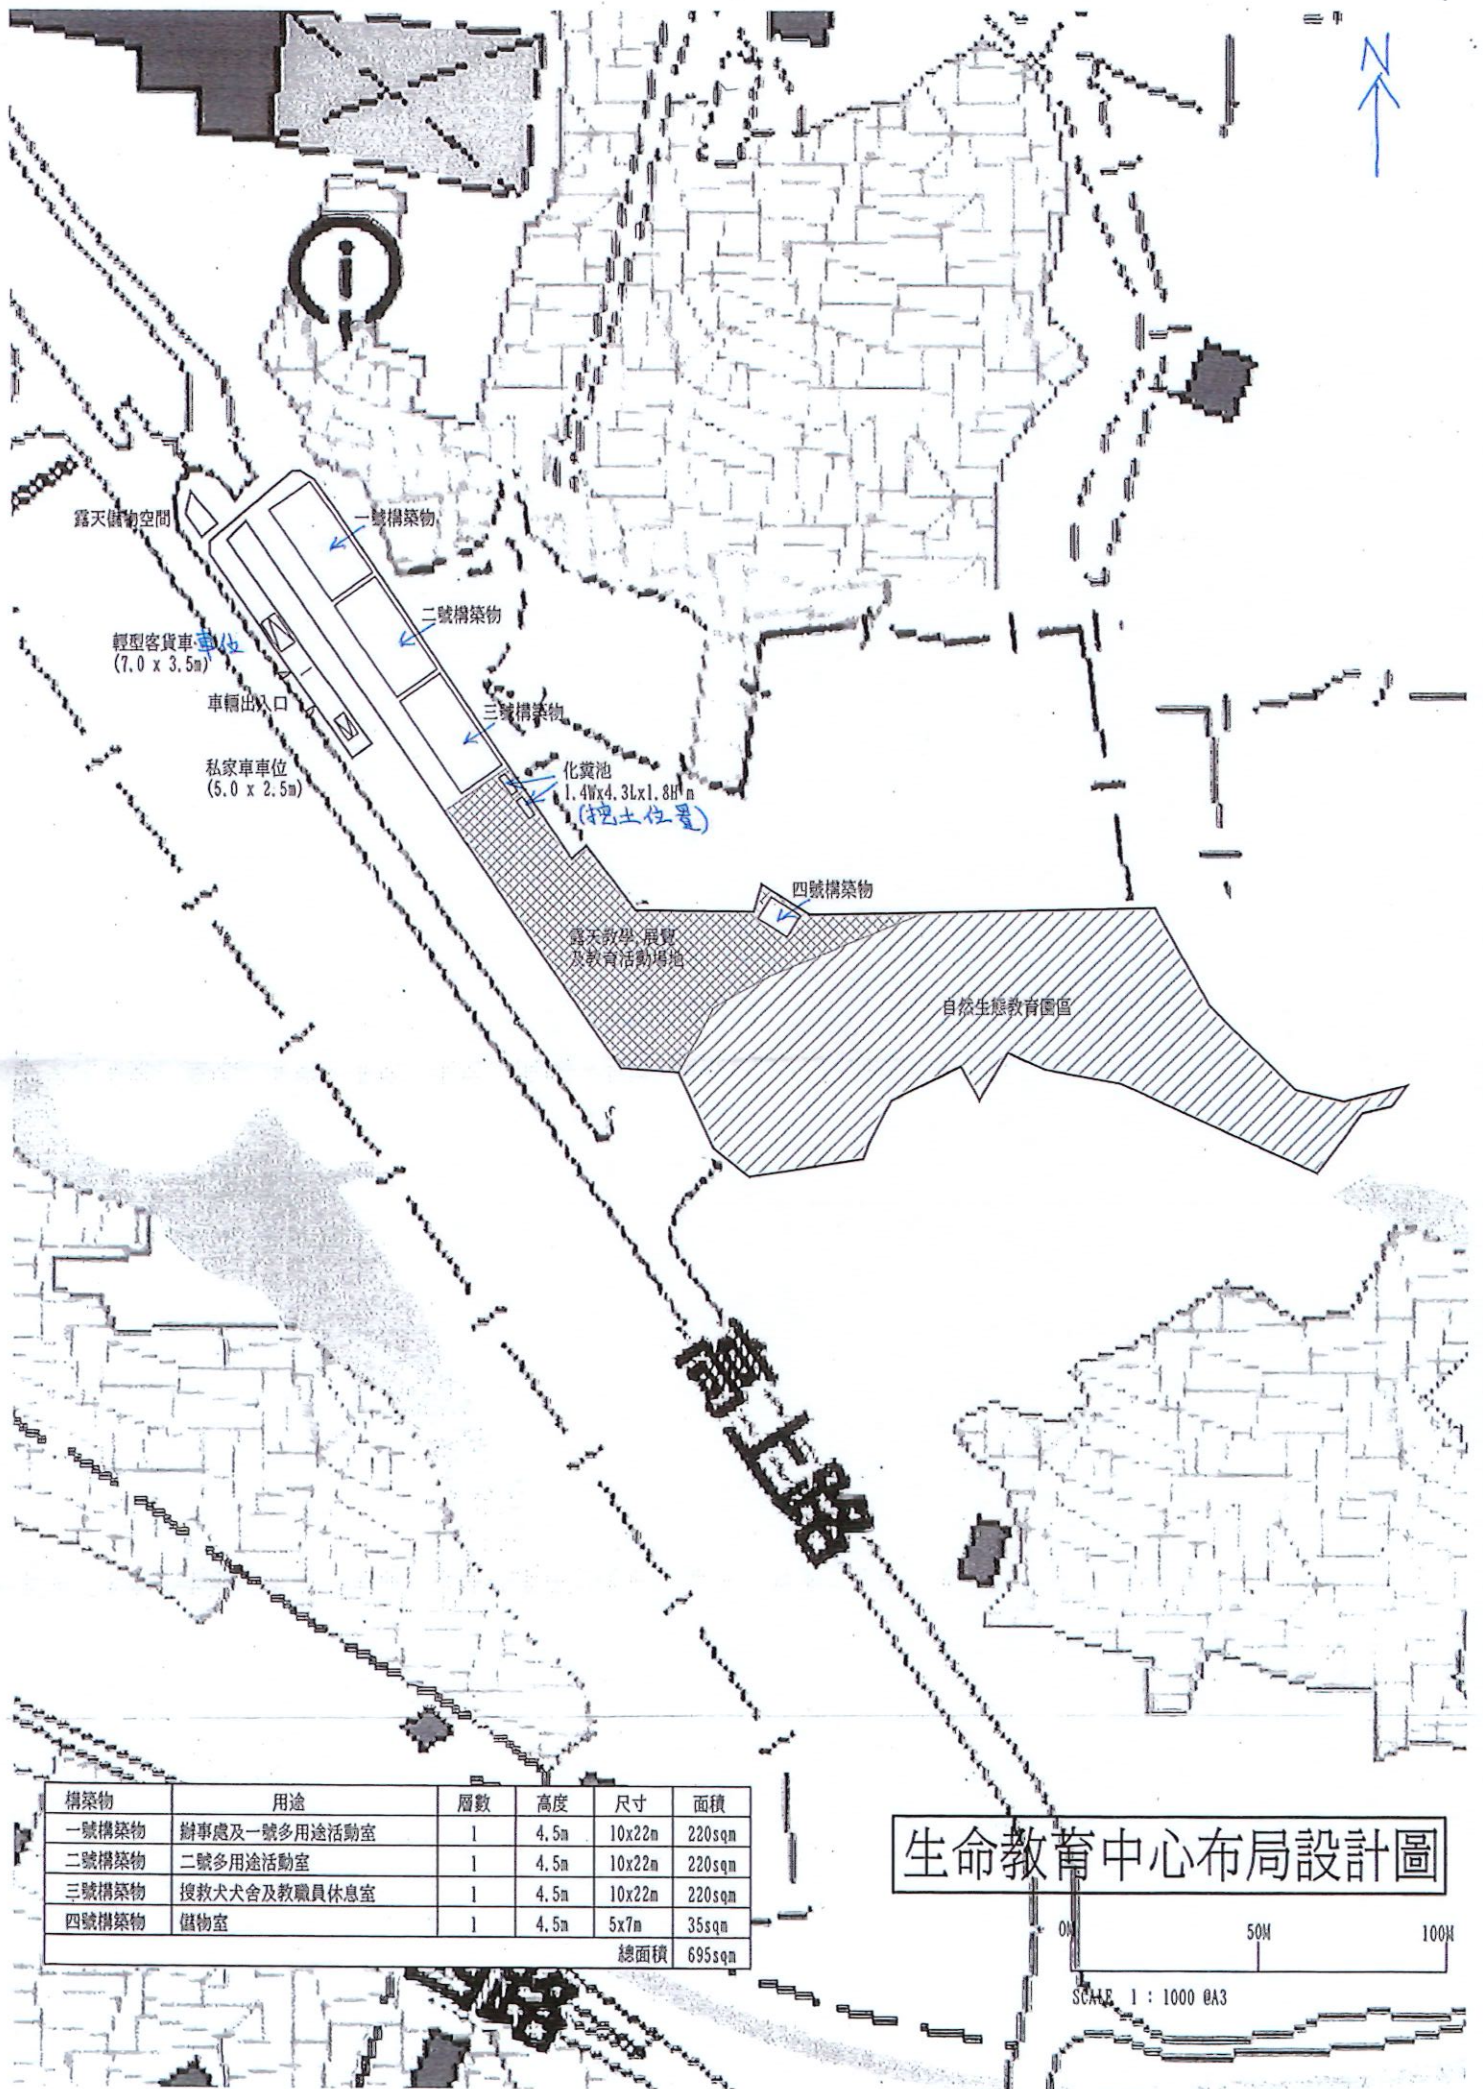 N
露天儲物空間
一號構築物
二號構築物
輕型客貨車車位
(7.0 x 3.5m)
車輛出入口
三號構築物
私家車車位
(5.0 x 2.5m)
化糞池
1.4Wx4.3Lx1.8H m
(挖土位置)
四號構築物
露天教學,展覽
及教育活動場地
自然生態教育園區
高上路
構築物 用途 層數 高度 尺寸 面積
一號構築物 辦事處及一號多用途活動室 1 4.5m 10x22m 220sqm
二號構築物 二號多用途活動室 1 4.5m 10x22m 220sqm
三號構築物 搜救犬犬舍及教職員休息室 1 4.5m 10x22m 220sqm
四號構築物 儲物室 1 4.5m 5x7m 35sqm
總面積 695sqm
生命教育中心布局設計圖
0M 50M 100M
SCALE 1 : 1000 @A3